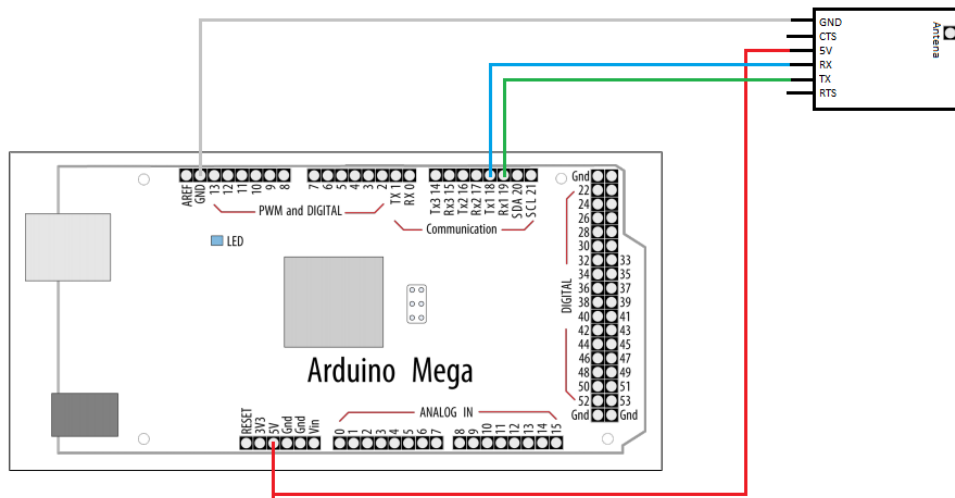 GND
CTS
5V
RX
TX
RTS
Antena
AREF
GND
13
12
11
10
9
8
7
6
5
4
3
2
TX 1
RX 0
Tx3 14
Rx3 15
Tx2 16
Rx2 17
Tx1 18
Rx1 19
SDA 20
SCL 21
PWM and DIGITAL
Communication
LED
Gnd
22
24
26
28
30
32 33
34 35
36 37
38 39
40 41
42 43
44 45
46 47
48 49
50 51
52 53
Gnd Gnd
DIGITAL
Arduino Mega
RESET
3V3
5V
Gnd
Gnd
Vin
ANALOG IN
0
1
2
3
4
5
6
7
8
9
10
11
12
13
14
15